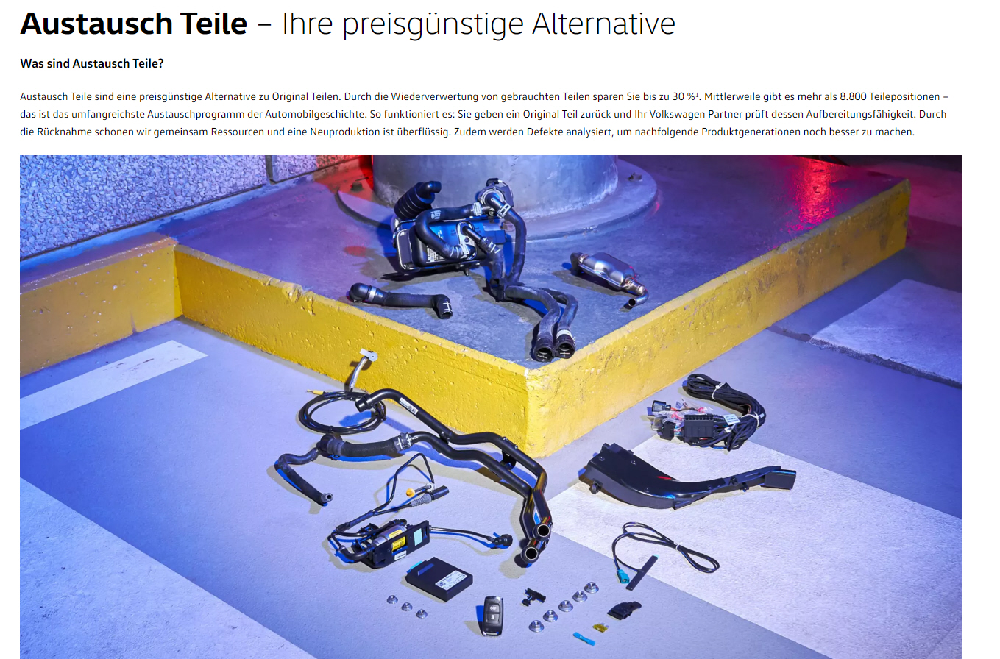 Austausch Teile – Ihre preisgünstige Alternative
Was sind Austausch Teile?
Austausch Teile sind eine preisgünstige Alternative zu Original Teilen. Durch die Wiederverwertung von gebrauchten Teilen sparen Sie bis zu 30 %¹. Mittlerweile gibt es mehr als 8.800 Teilepositionen –
das ist das umfangreichste Austauschprogramm der Automobilgeschichte. So funktioniert es: Sie geben ein Original Teil zurück und Ihr Volkswagen Partner prüft dessen Aufbereitungsfähigkeit. Durch
die Rücknahme schonen wir gemeinsam Ressourcen und eine Neuproduktion ist überflüssig. Zudem werden Defekte analysiert, um nachfolgende Produktgenerationen noch besser zu machen.
OFF